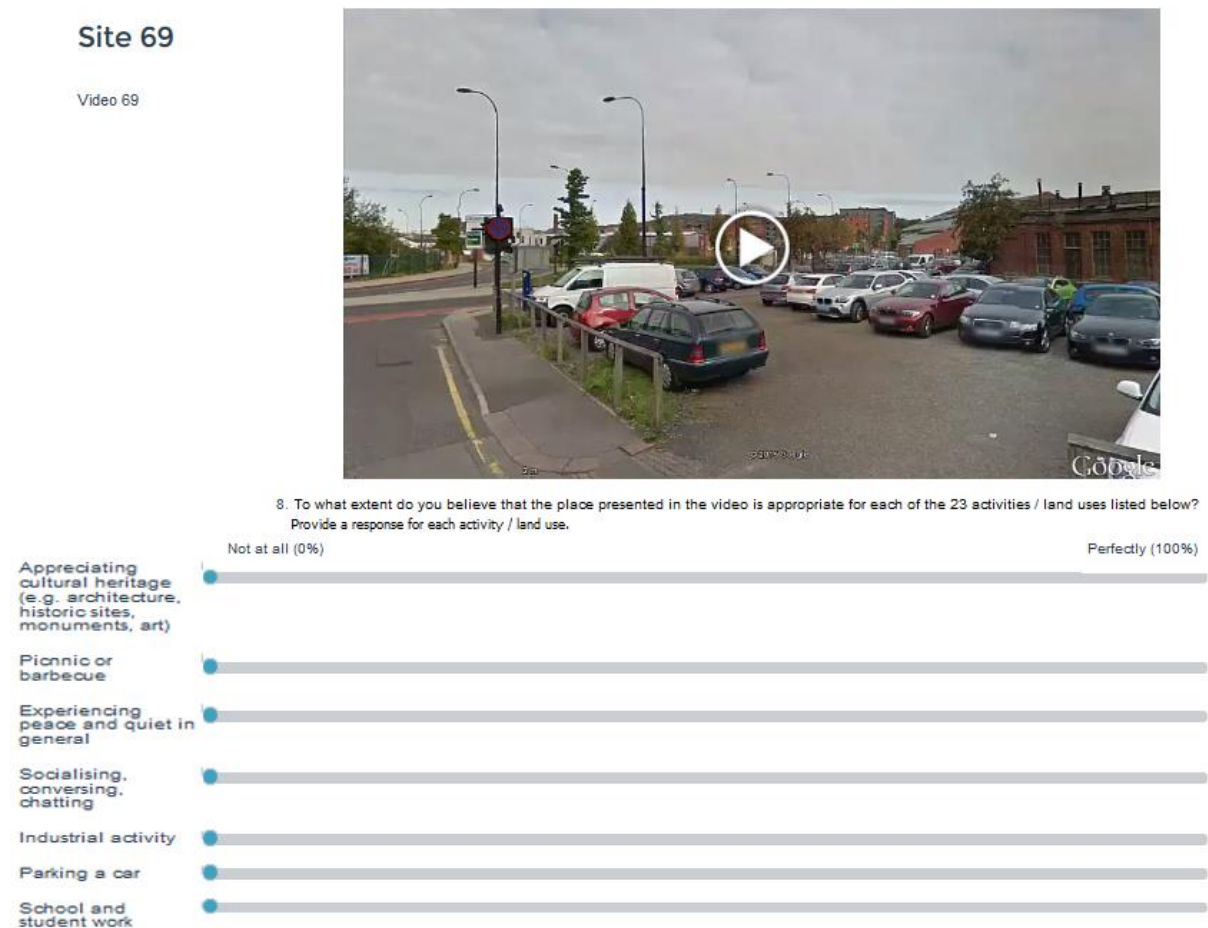 Site 69
Video 69
Google
8. To what extent do you believe that the place presented in the video is appropriate for each of the 23 activities / land uses listed below?
Provide a response for each activity / land use.
Not at all (0%)
Perfectly (100%)
Appreciating
cultural heritage
(e.g. architecture,
historic sites,
monuments, art)
Picnnic or
barbecue
Experiencing
peace and quiet in
general
Socialising,
conversing,
chatting
Industrial activity
Parking a car
School and
student work